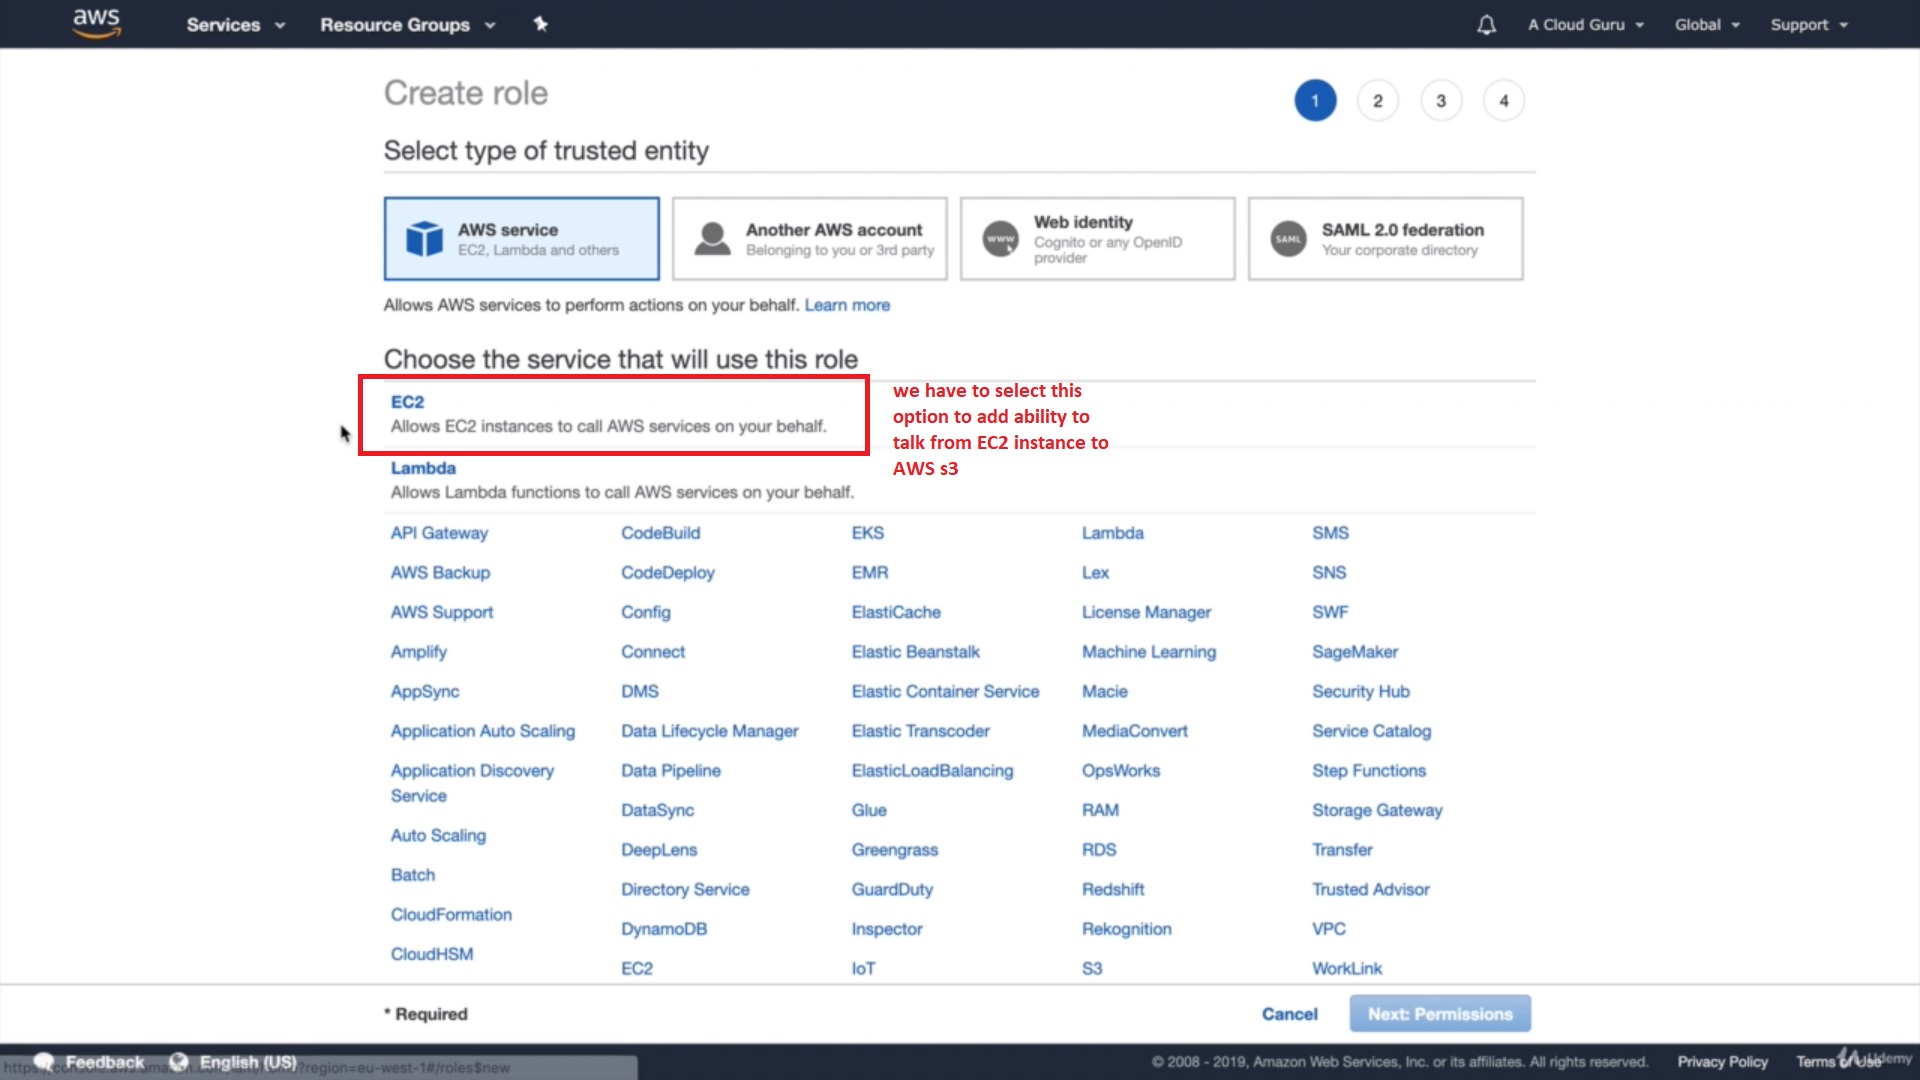 aws Services Resource Groups A Cloud Guru Global Support
Create role
1 2 3 4
Select type of trusted entity
AWS service
EC2, Lambda and others
Another AWS account
Belonging to you or 3rd party
www
Web identity
Cognito or any OpenID
provider
SAML
SAML 2.0 federation
Your corporate directory
Allows AWS services to perform actions on your behalf. Learn more
Choose the service that will use this role
EC2
Allows EC2 instances to call AWS services on your behalf.
we have to select this
option to add ability to
talk from EC2 instance to
AWS s3
Lambda
Allows Lambda functions to call AWS services on your behalf.
API Gateway
AWS Backup
AWS Support
Amplify
AppSync
Application Auto Scaling
Application Discovery
Service
Auto Scaling
Batch
CloudFormation
CloudHSM
CodeBuild
CodeDeploy
Config
Connect
DMS
Data Lifecycle Manager
Data Pipeline
DataSync
DeepLens
Directory Service
DynamoDB
EC2
EKS
EMR
ElastiCache
Elastic Beanstalk
Elastic Container Service
Elastic Transcoder
ElasticLoadBalancing
Glue
Greengrass
GuardDuty
Inspector
IoT
Lambda
Lex
License Manager
Machine Learning
Macie
MediaConvert
OpsWorks
RAM
RDS
Redshift
Rekognition
S3
SMS
SNS
SWF
SageMaker
Security Hub
Service Catalog
Step Functions
Storage Gateway
Transfer
Trusted Advisor
VPC
WorkLink
* Required Cancel Next: Permissions
Feedback English (US) © 2008 - 2019, Amazon Web Services, Inc. or its affiliates. All rights reserved. Privacy Policy Terms of Use
?region=eu-west-1#/roles$new